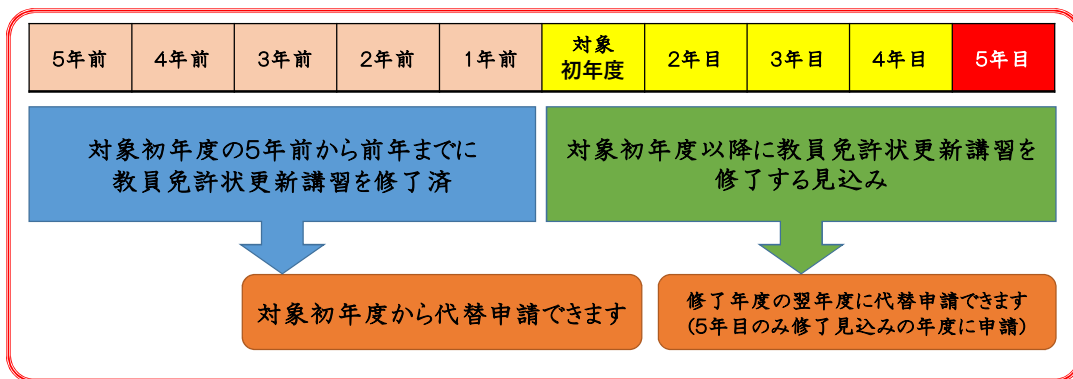 5年前 4年前 3年前 2年前 1年前 対象 2年目 3年目 4年目 5年目
初年度
対象初年度の5年前から前年までに
教員免許状更新講習を修了済
対象初年度以降に教員免許状更新講習を
修了する見込み
対象初年度から代替申請できます
修了年度の翌年度に代替申請できます
(5年目のみ修了見込みの年度に申請)